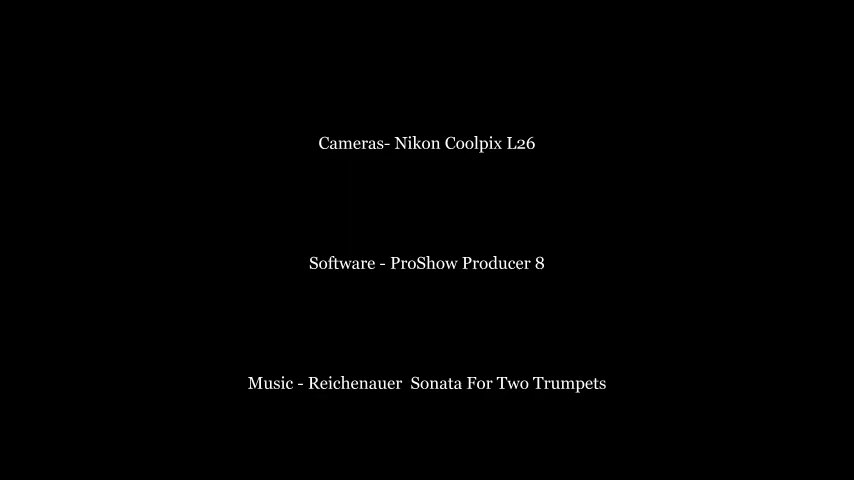 Cameras- Nikon Coolpix L26
Software - ProShow Producer 8
Music - Reichenauer  Sonata For Two Trumpets